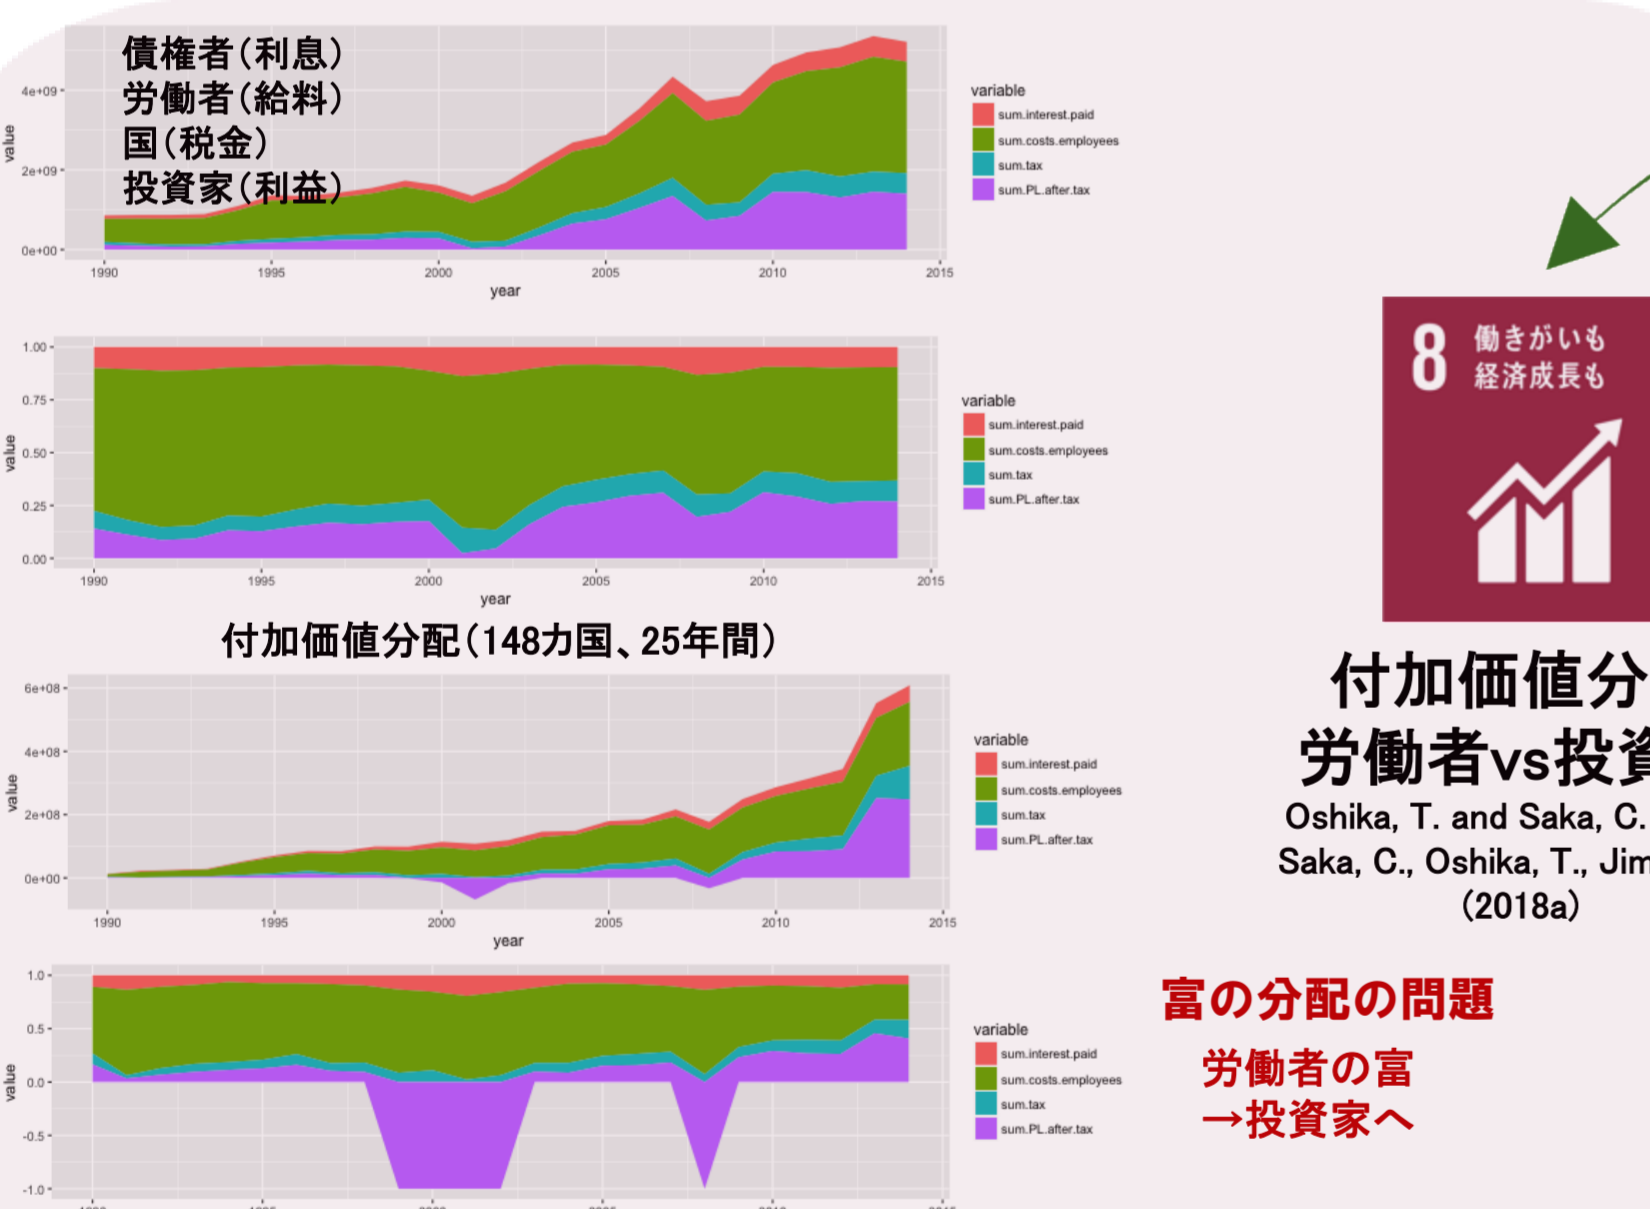 債権者（利息）
労働者（給料）
国（税金）
投資家（利益）
4e+09
2e+09
0e+00
value
1990
1995
2000
2005
2010
2015
year
variable
sum.interest.paid
sum.costs.employees
sum.tax
sum.PL.after.tax
1.00
0.75
0.50
0.25
0.00
value
1990
1995
2000
2005
2010
2015
year
variable
sum.interest.paid
sum.costs.employees
sum.tax
sum.PL.after.tax
付加価値分配（148カ国、25年間）
6e+08
4e+08
2e+08
0e+00
value
1990
1995
2000
2005
2010
2015
year
variable
sum.interest.paid
sum.costs.employees
sum.tax
sum.PL.after.tax
1.0
0.5
0.0
-0.5
-1.0
value
variable
sum.interest.paid
sum.costs.employees
sum.tax
sum.PL.after.tax
8 働きがいも
経済成長も
付加価値分
労働者vs投資
Oshika, T. and Saka, C.
Saka, C., Oshika, T., Jim
（2018a）
富の分配の問題
労働者の富
→投資家へ